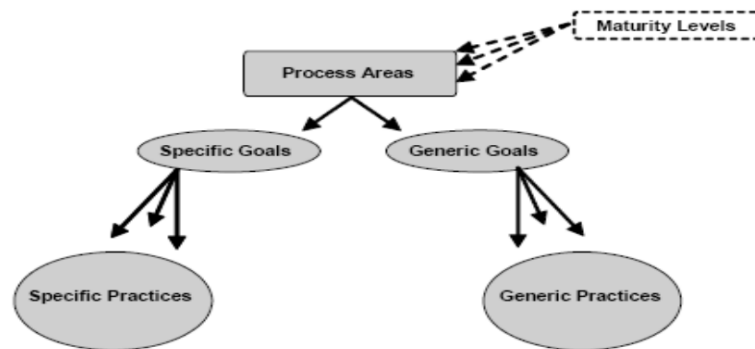 Maturity Levels
Process Areas
Specific Goals
Generic Goals
Specific Practices
Generic Practices